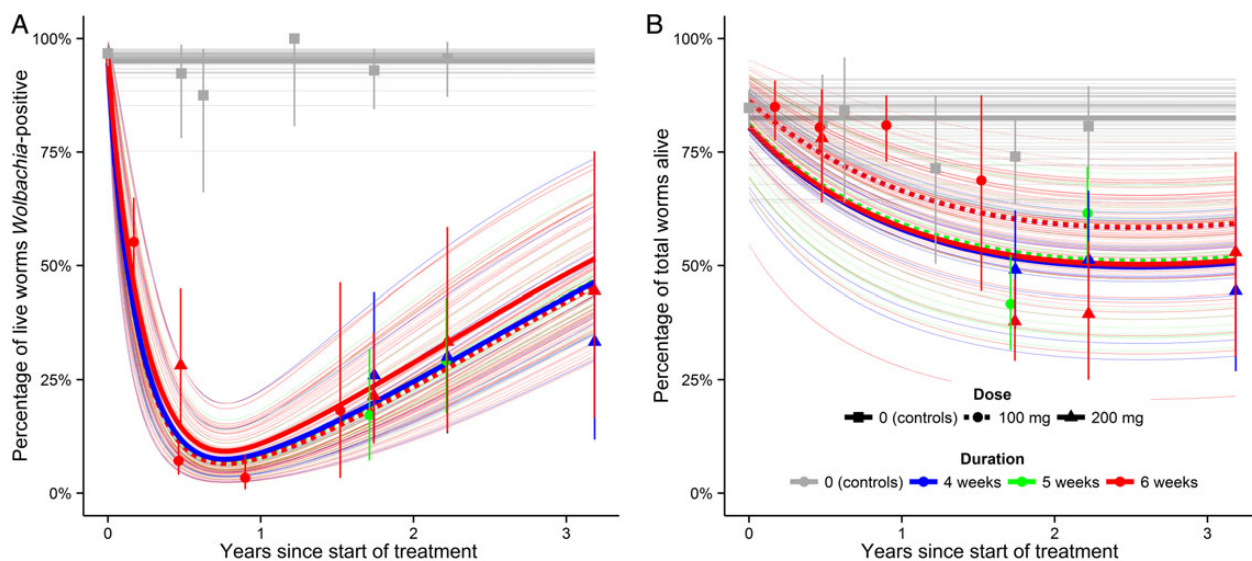 A
Percentage of live worms Wolbachia-positive
100%
75%
50%
25%
0%
0 1 2 3
Years since start of treatment
B
Percentage of total worms alive
100%
75%
50%
25%
0%
Dose
0 (controls) 100 mg 200 mg
Duration
0 (controls) 4 weeks 5 weeks 6 weeks
0 1 2 3
Years since start of treatment